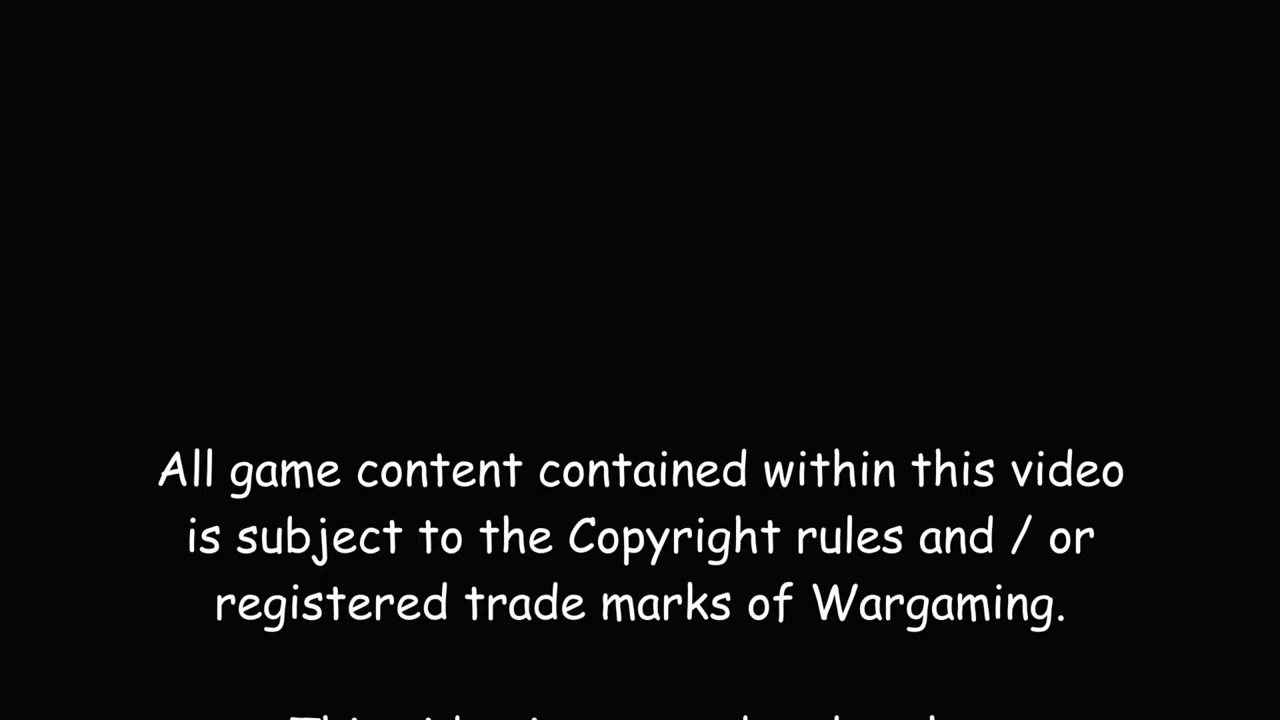 All game content contained within this video
is subject to the Copyright rules and / or
registered trade marks of Wargaming.